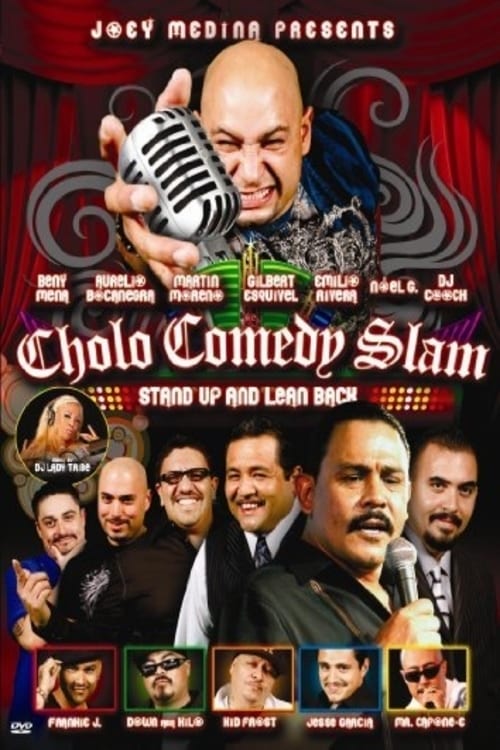 JOEY MEDINA PRESENTS
BENY MENA
AURELIO BOCANEGRA
MARTIN MORENO
GILBERT ESQUIVEL
EMILIO RIVERA
NOEL G.
DJ COOCH
Cholo Comedy Slam
STAND UP AND LEAN BACK
DJ LADY TRIBE
FRANKIE J.
DOWN AKA KILO
KID FROST
JESSE GARCIA
MR. CAPONE-E
DVD